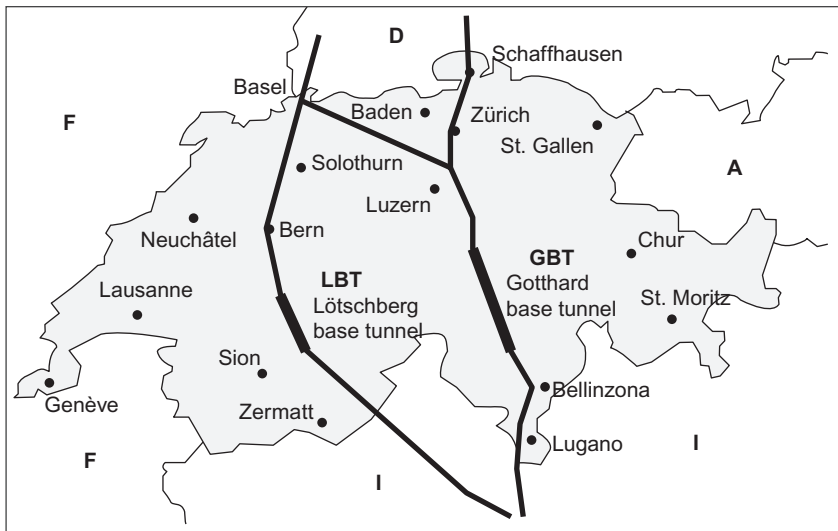 D
Schaffhausen
Basel
Baden
Zürich
F
St. Gallen
Solothurn
A
Luzern
Neuchâtel
Bern
Chur
LBT
Lötschberg
base tunnel
GBT
Gotthard
base tunnel
Lausanne
St. Moritz
Sion
Genève
Bellinzona
Zermatt
Lugano
F
I
I